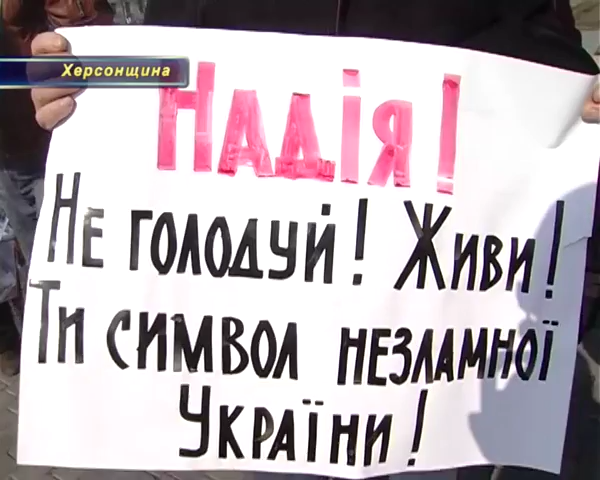 Херсонщина
НАДІЯ!
НЕ ГОЛОДУЙ! ЖИВИ!
ТИ СИМВОЛ НЕЗЛАМНОЇ
УКРАЇНИ!